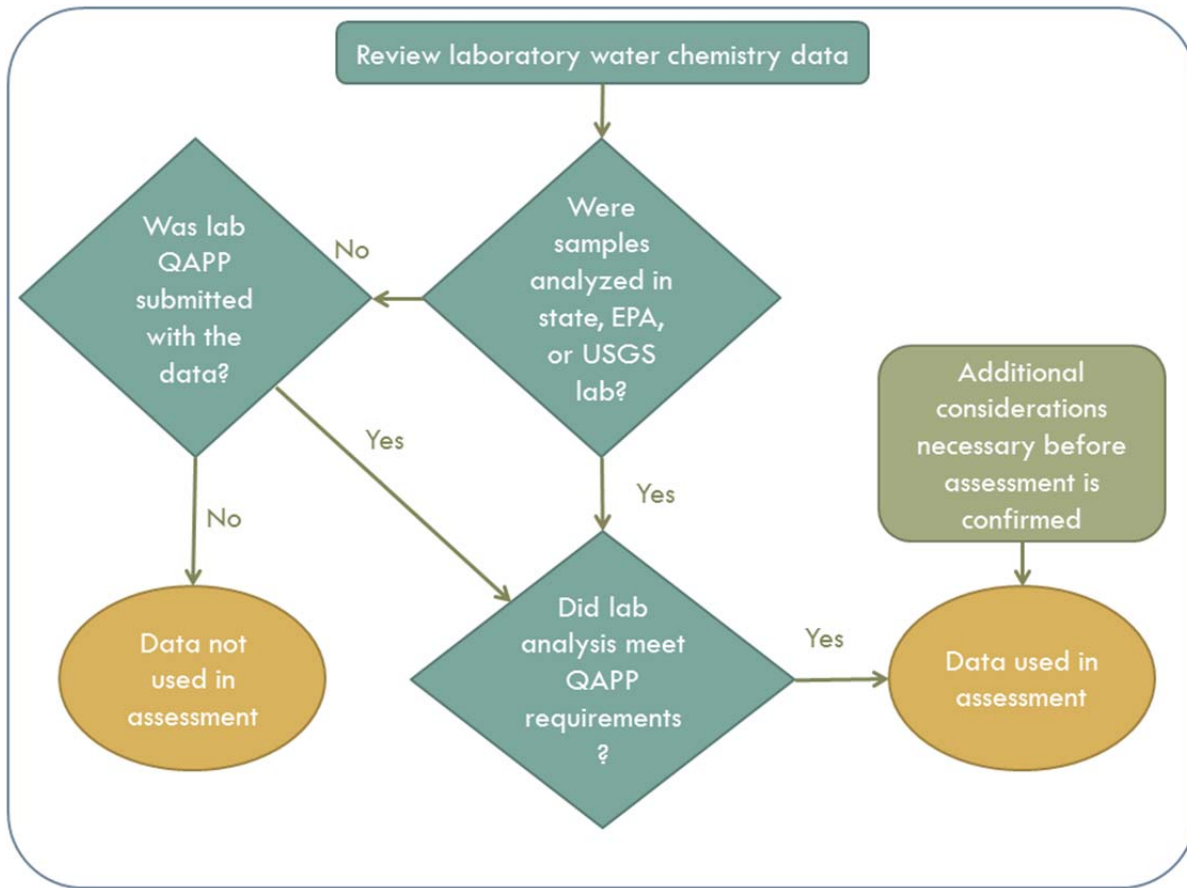 Review laboratory water chemistry data
Were
samples
analyzed in
state, EPA,
or USGS
lab?
No
Was lab
QAPP
submitted
with the
data?
Yes
No
Yes
Data not
used in
assessment
Did lab
analysis meet
QAPP
requirements
?
Yes
Additional
considerations
necessary before
assessment is
confirmed
Data used in
assessment